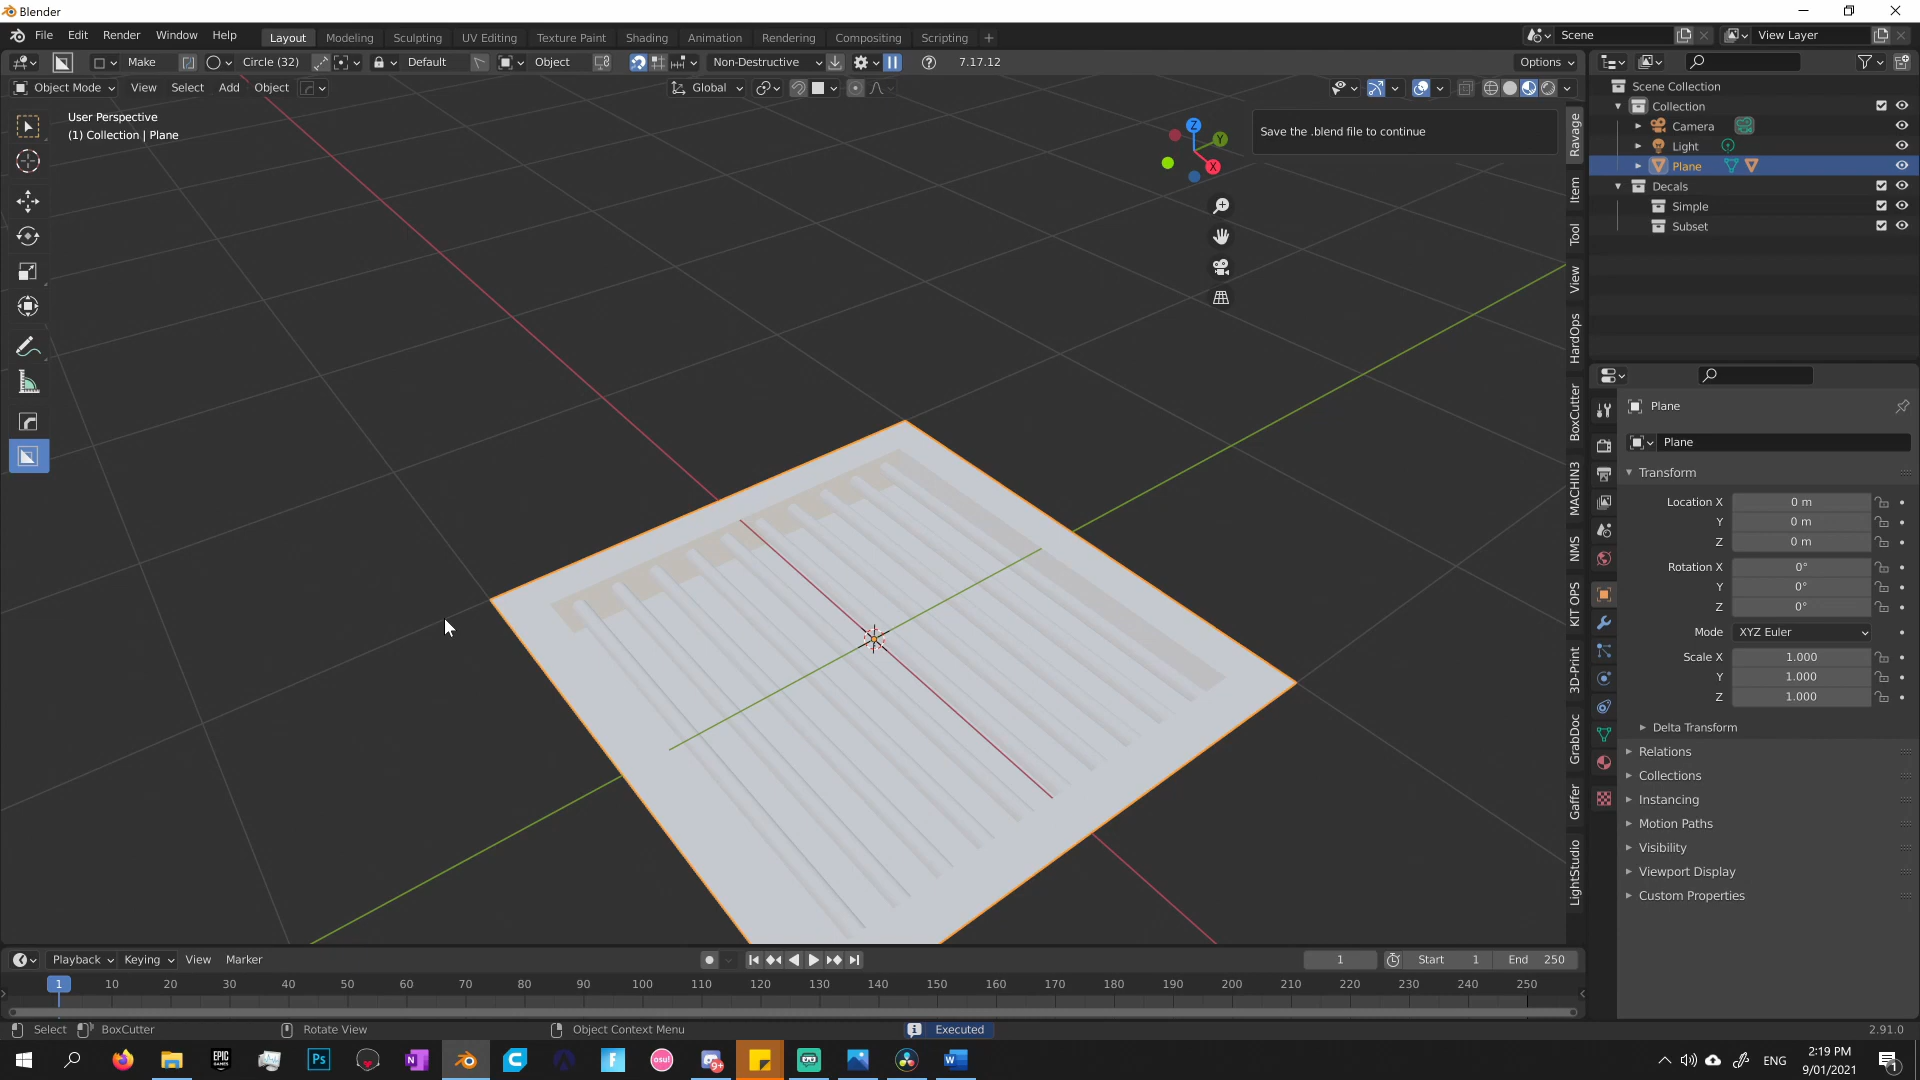 Blender
File Edit Render Window Help Layout Modeling Sculpting UV Editing Texture Paint Shading Animation Rendering Compositing Scripting + Scene View Layer
Make Circle (32) Default Object Non-Destructive 7.17.12 Options
Object Mode View Select Add Object Global
User Perspective
(1) Collection | Plane
Z
Y
X
Save the .blend file to continue
Ravage
Item
Tool
View
HardOps
BoxCutter
MACHIN3
NMS
KIT OPS
3D-Print
GrabDoc
Gaffer
LightStudio
Scene Collection
Collection
Camera
Light
Plane
Decals
Simple
Subset
Plane
Plane
Transform
Location X 0 m
Y 0 m
Z 0 m
Rotation X 0°
Y 0°
Z 0°
Mode XYZ Euler
Scale X 1.000
Y 1.000
Z 1.000
Delta Transform
Relations
Collections
Instancing
Motion Paths
Visibility
Viewport Display
Custom Properties
Playback Keying View Marker 1 Start 1 End 250
1 10 20 30 40 50 60 70 80 90 100 110 120 130 140 150 160 170 180 190 200 210 220 230 240 250
Select BoxCutter Rotate View Object Context Menu Executed 2.91.0
EPIC GAMES Ps N osu! 9+ W ENG 2:19 PM
9/01/2021 1